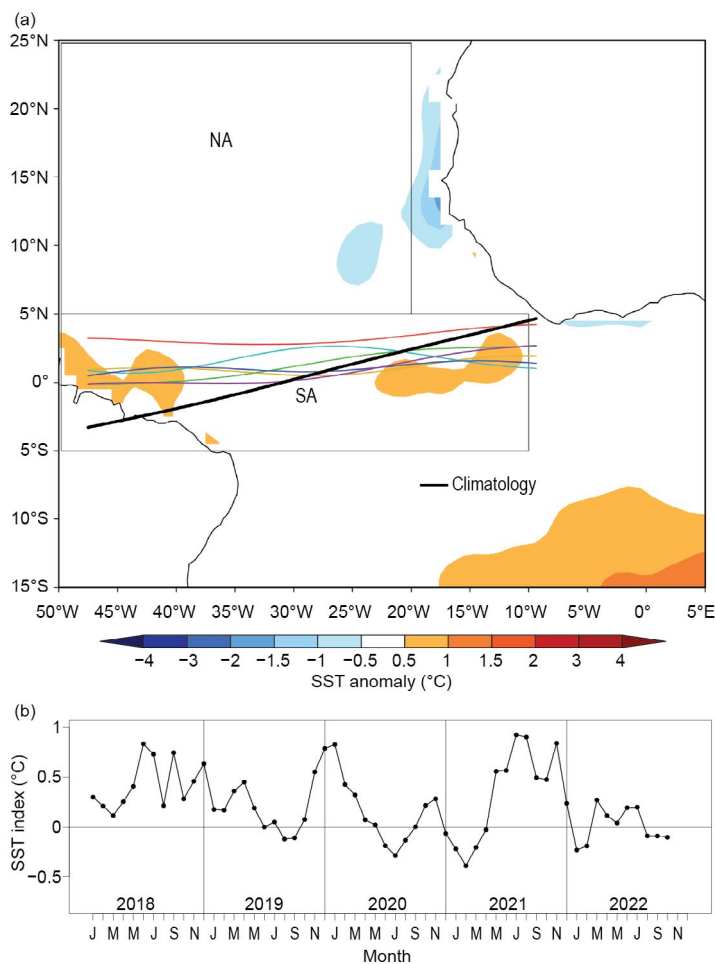 (a)
25°N
20°N
15°N
10°N
5°N
0°
5°S
10°S
15°S
NA
SA
Climatology
50°W 45°W 40°W 35°W 30°W 25°W 20°W 15°W 10°W 5°W 0° 5°E
−4 −3 −2 −1.5 −1 −0.5 0.5 1 1.5 2 3 4
SST anomaly (°C)
(b)
SST index (°C)
1
0.5
0
−0.5
2018 2019 2020 2021 2022
J M M J S N J M M J S N J M M J S N J M M J S N J M M J S N
Month